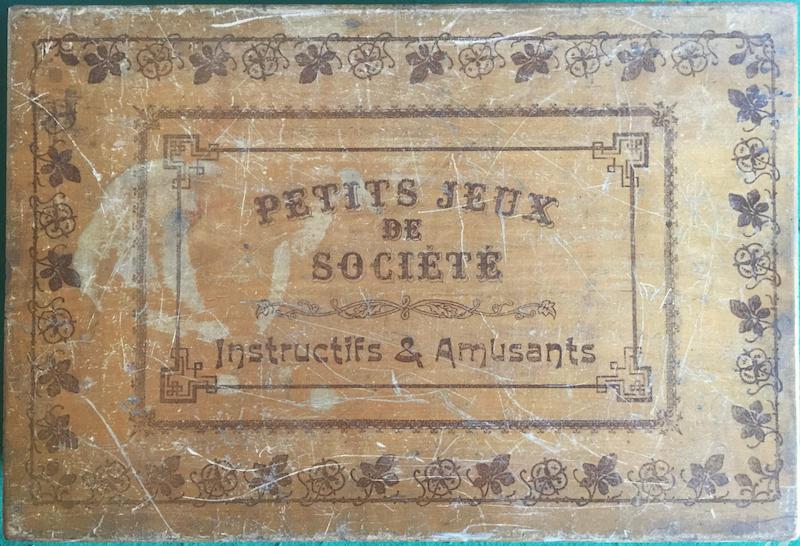 PETITS JEUX
DE
SOCIÉTÉ
Instructifs & Amusants